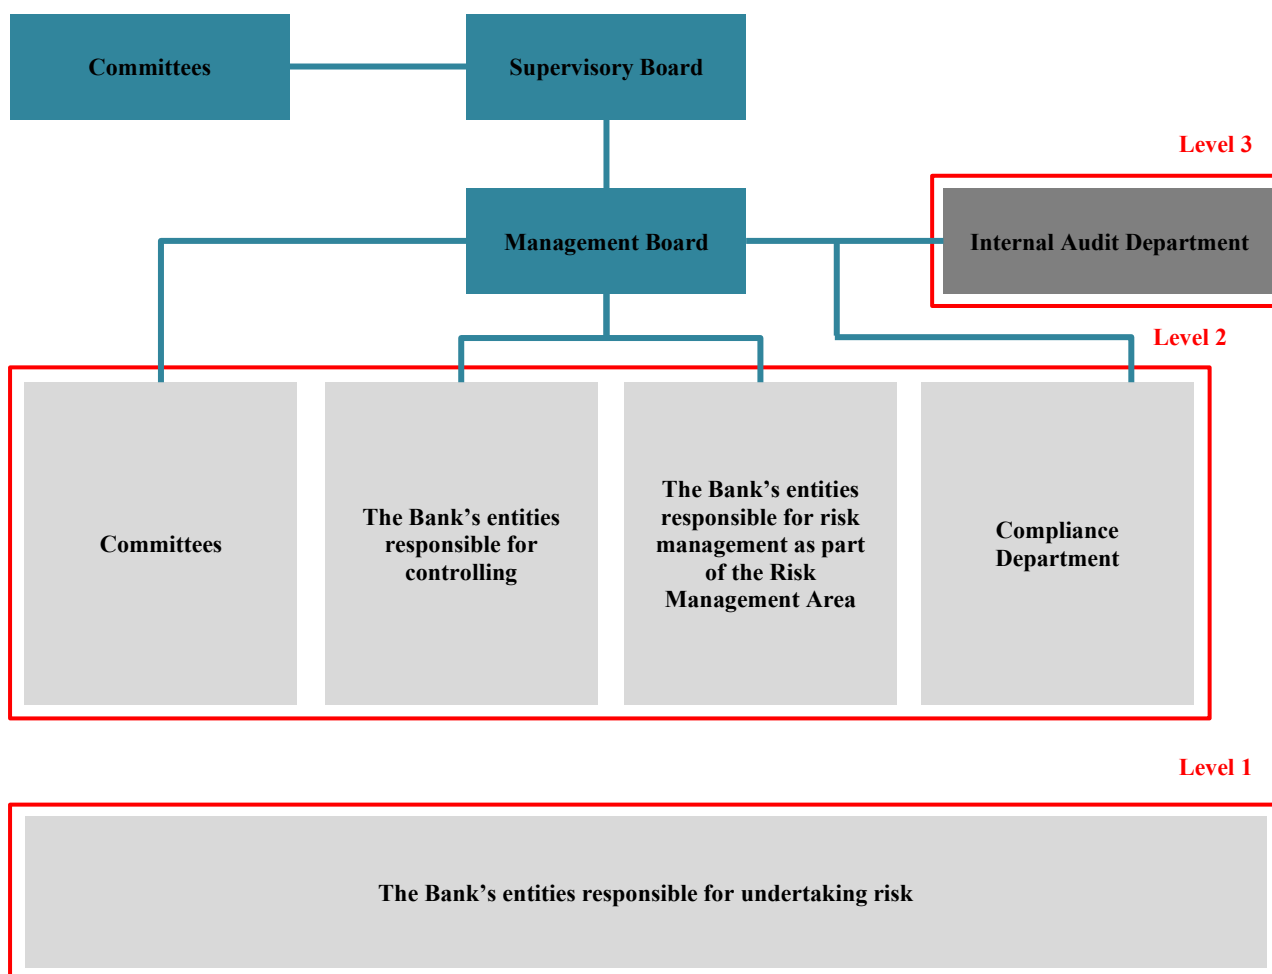 Committees
Supervisory Board
Level 3
Management Board
Internal Audit Department
Level 2
Committees
The Bank’s entities
responsible for
controlling
The Bank’s entities
responsible for risk
management as part
of the Risk
Management Area
Compliance
Department
Level 1
The Bank’s entities responsible for undertaking risk